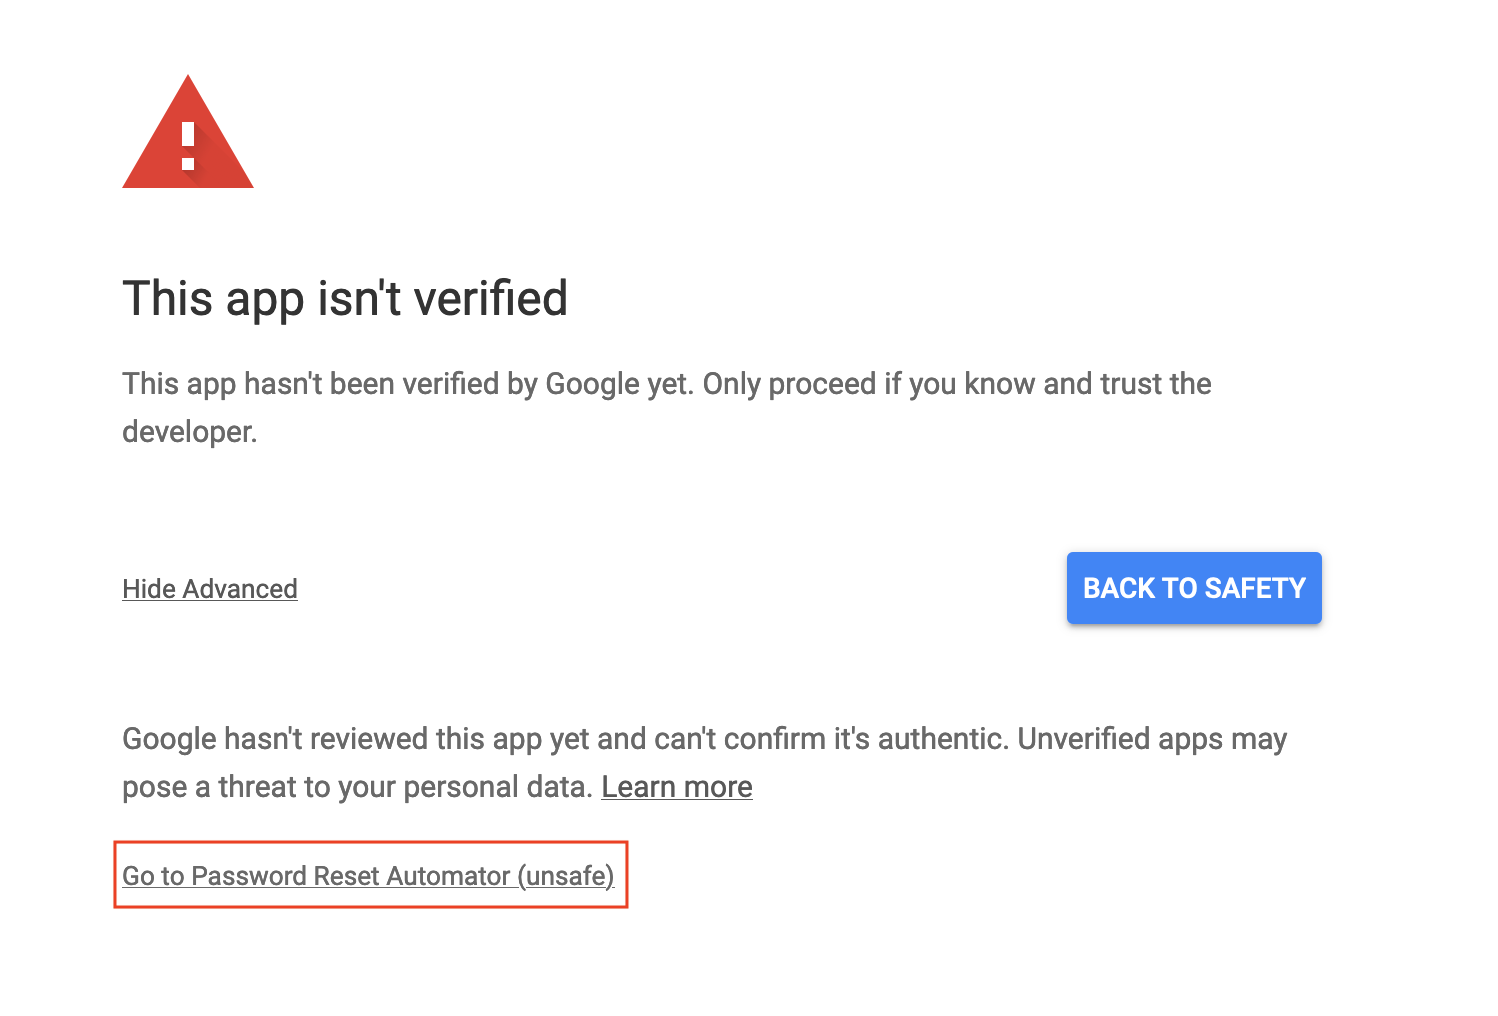 This app isn't verified
This app hasn't been verified by Google yet. Only proceed if you know and trust the
developer.
Hide Advanced
BACK TO SAFETY
Google hasn't reviewed this app yet and can't confirm it's authentic. Unverified apps may
pose a threat to your personal data. Learn more
Go to Password Reset Automator (unsafe)